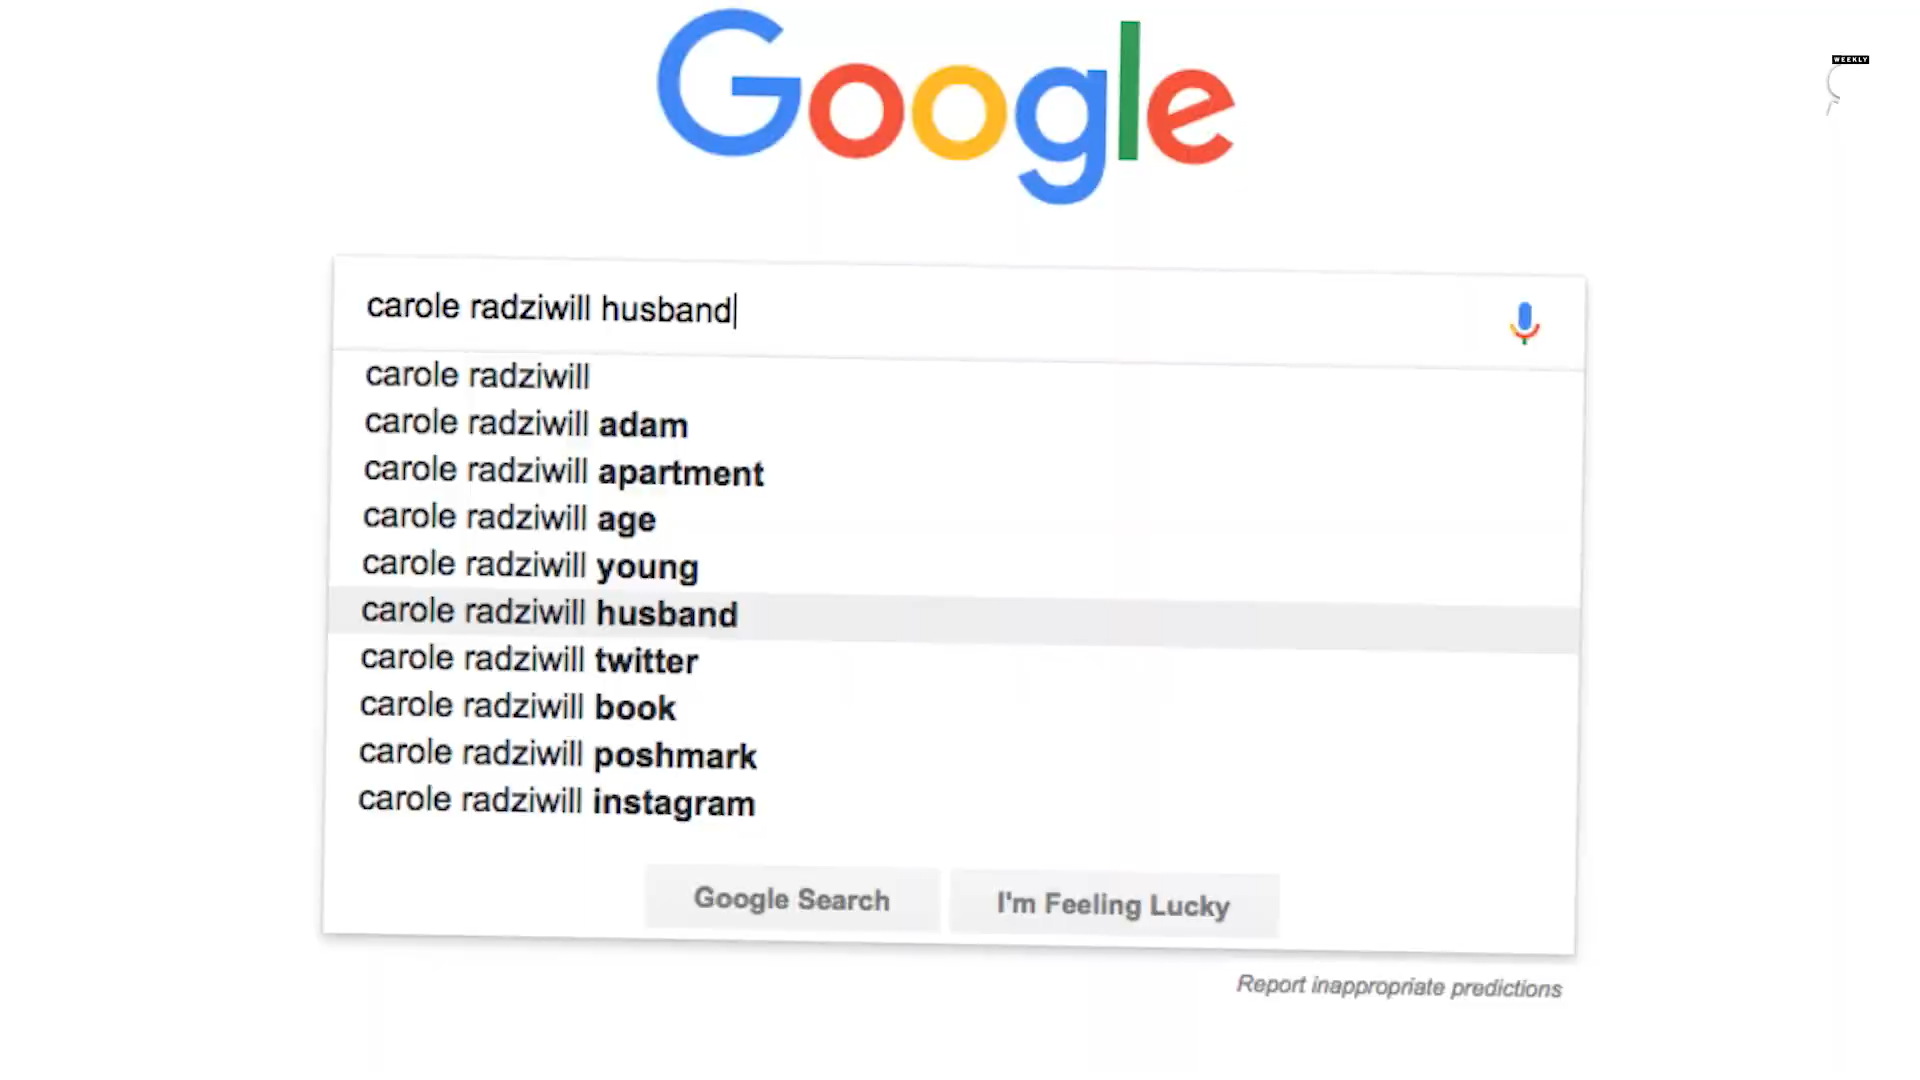 Google
WEEKLY
carole radziwill husband
carole radziwill
carole radziwill adam
carole radziwill apartment
carole radziwill age
carole radziwill young
carole radziwill husband
carole radziwill twitter
carole radziwill book
carole radziwill poshmark
carole radziwill instagram
Google Search
I'm Feeling Lucky
Report inappropriate predictions